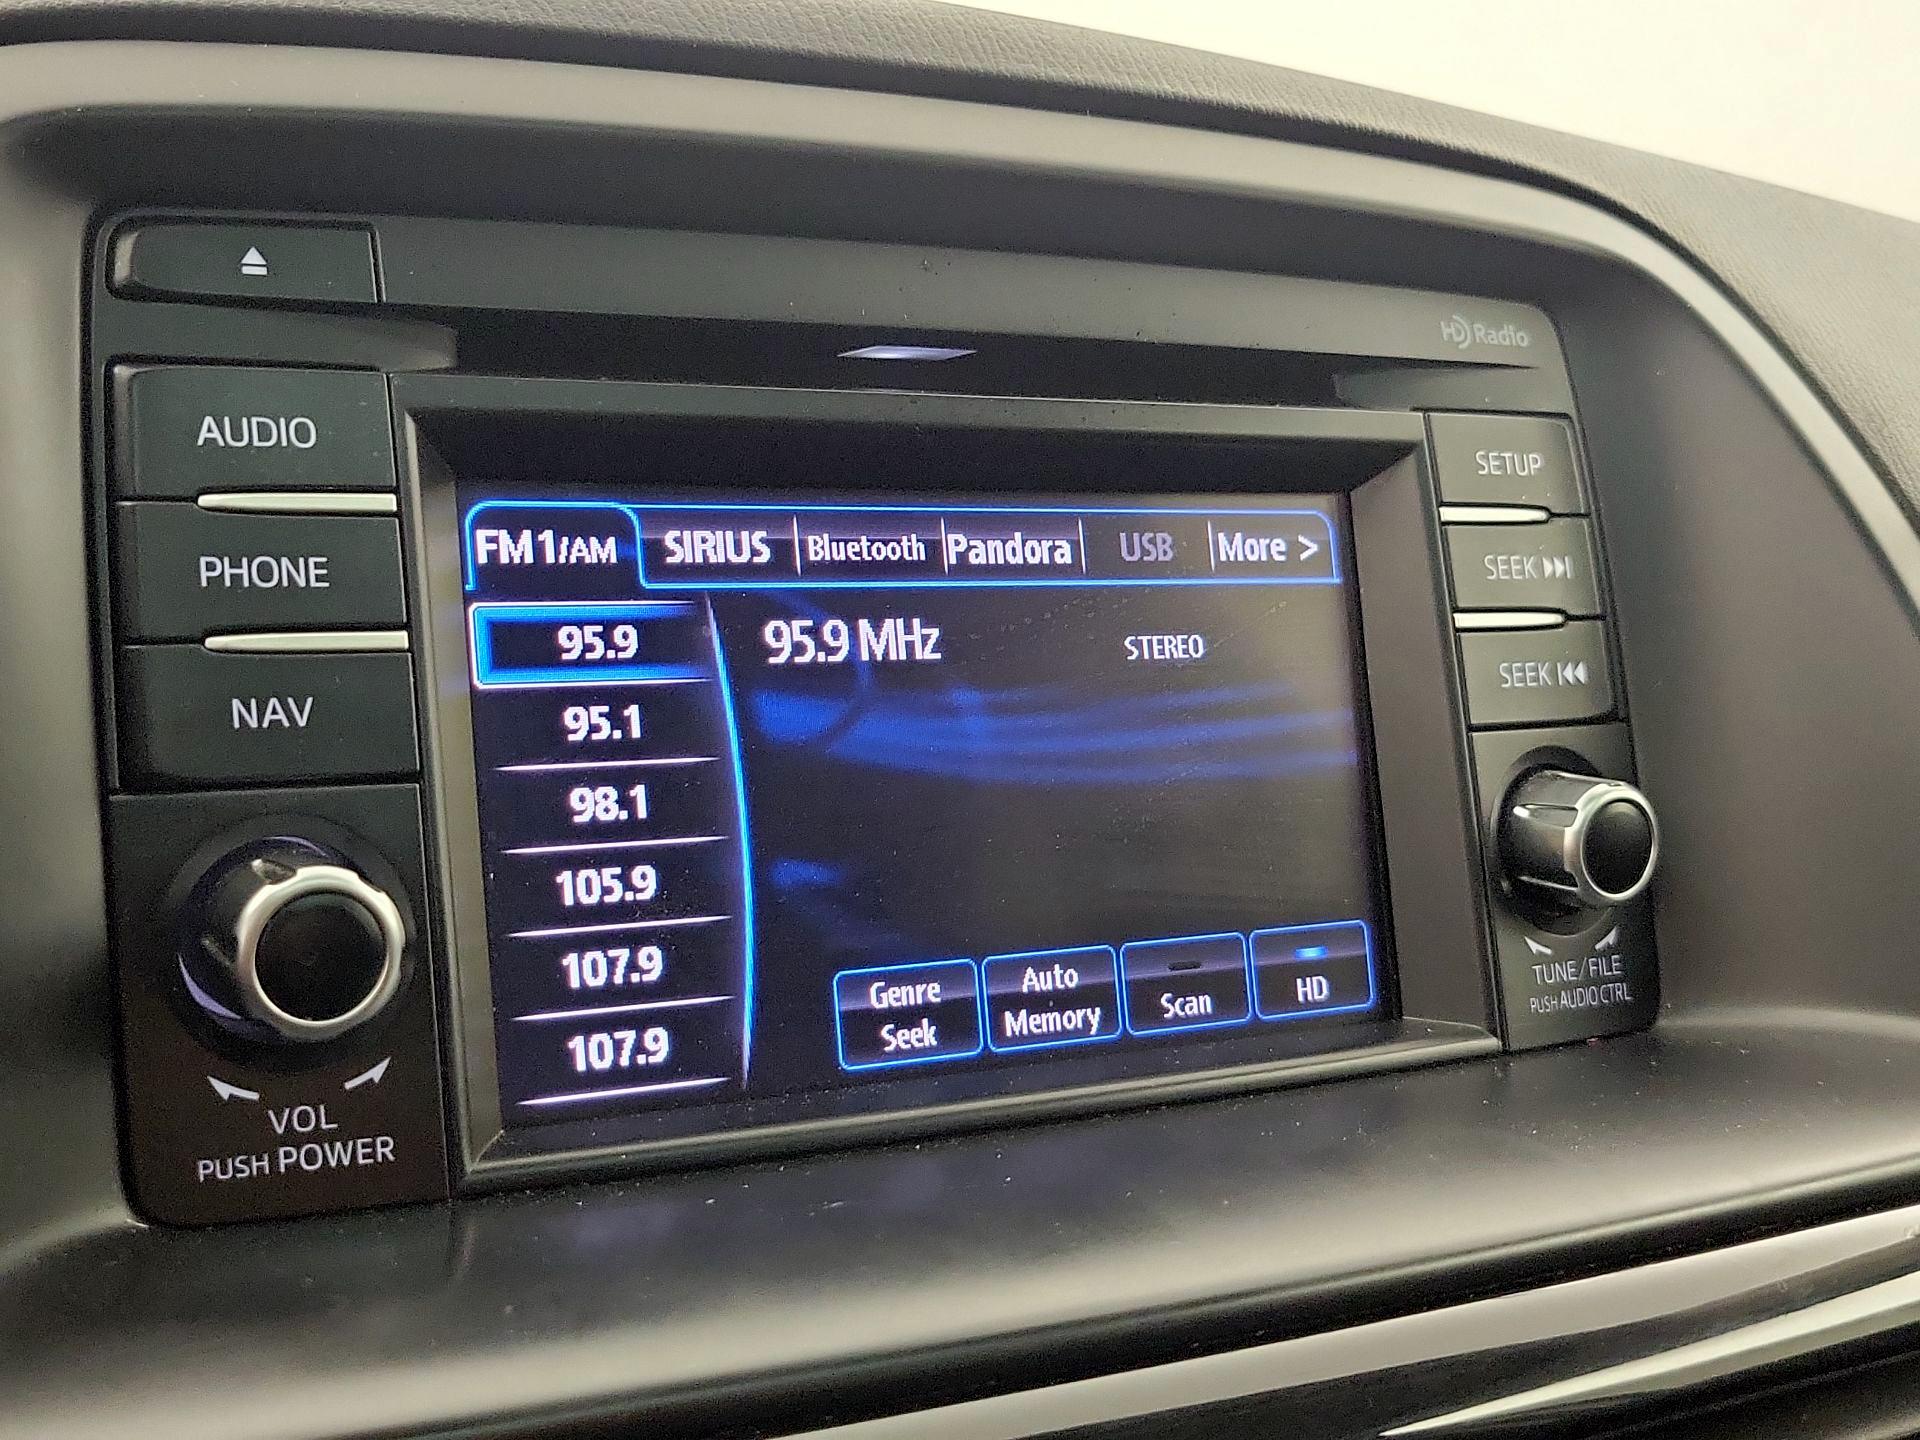 HD Radio
AUDIO
PHONE
NAV
VOL
PUSH POWER
FM1/AM SIRIUS Bluetooth Pandora USB More >
95.9
95.1
98.1
105.9
107.9
107.9
95.9 MHz STEREO
Genre
Seek
Auto
Memory
Scan
HD
SETUP
SEEK
SEEK
TUNE/FILE
PUSH AUDIO CTRL